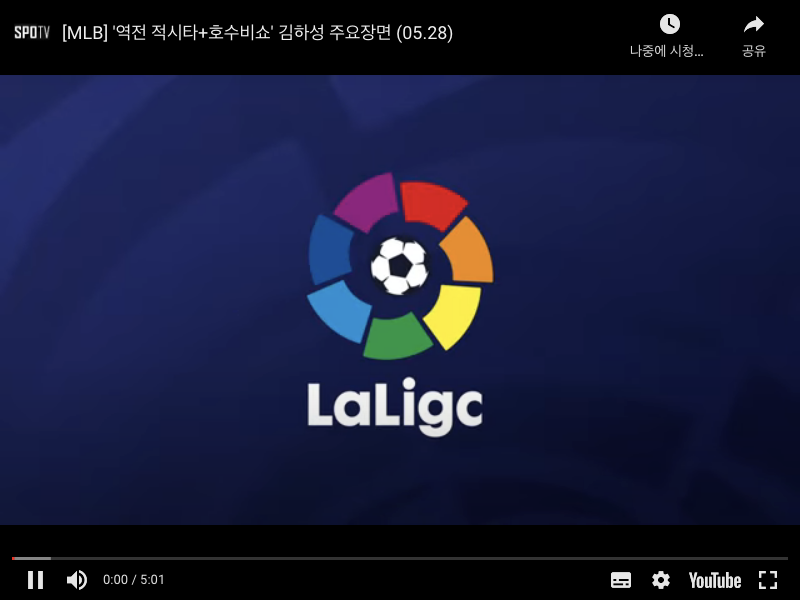 SPOTV
[MLB] '역전 적시타+호수비쇼' 김하성 주요장면 (05.28)
나중에 시청...
공유
LaLigc
0:00 / 5:01
YouTube